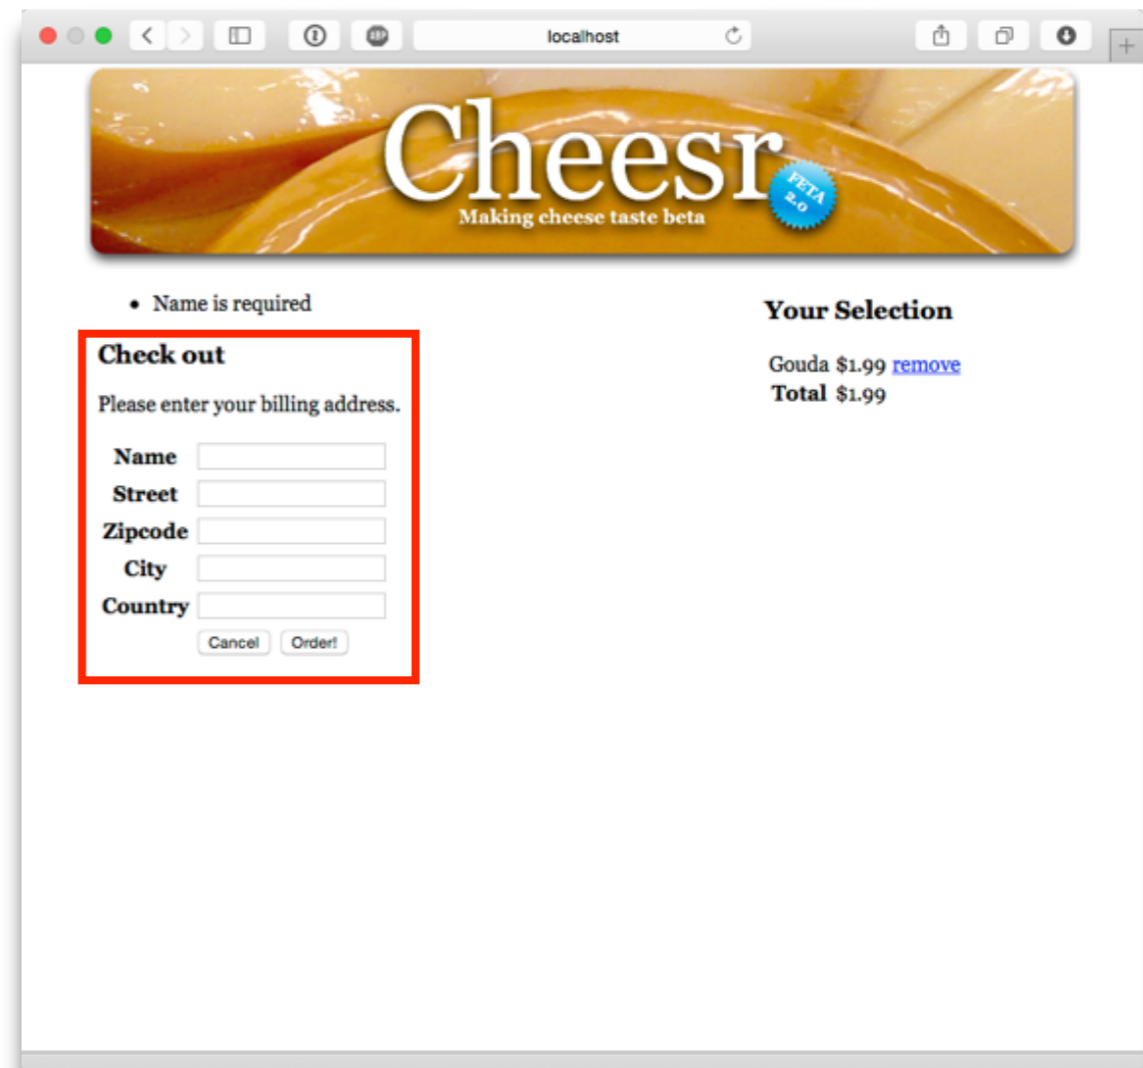 localhost
Cheesr
FETA
2.0
Making cheese taste beta
• Name is required
Check out
Please enter your billing address.
Name
Street
Zipcode
City
Country
Cancel Order!
Your Selection
Gouda $1.99 remove
Total $1.99